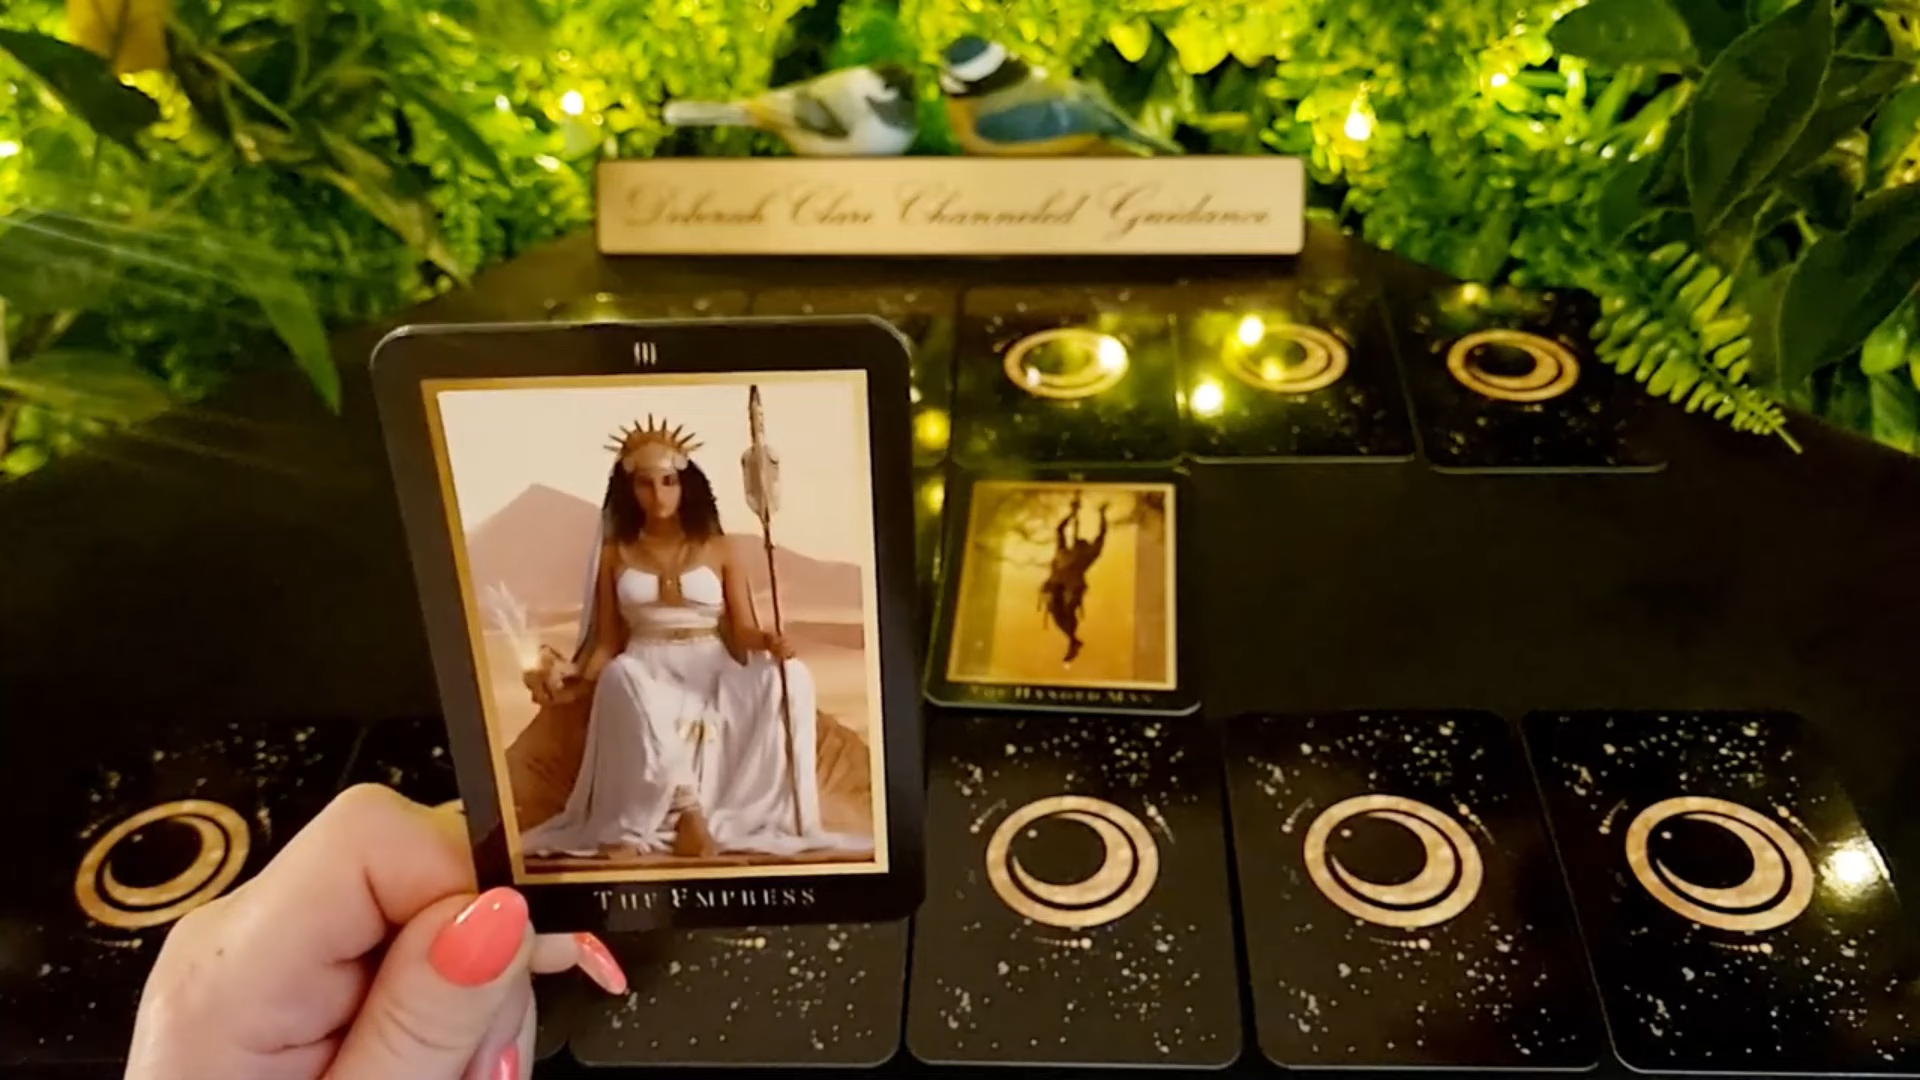 Deborah Clare Channeled Guidance
III
THE EMPRESS
THE HANGED MAN